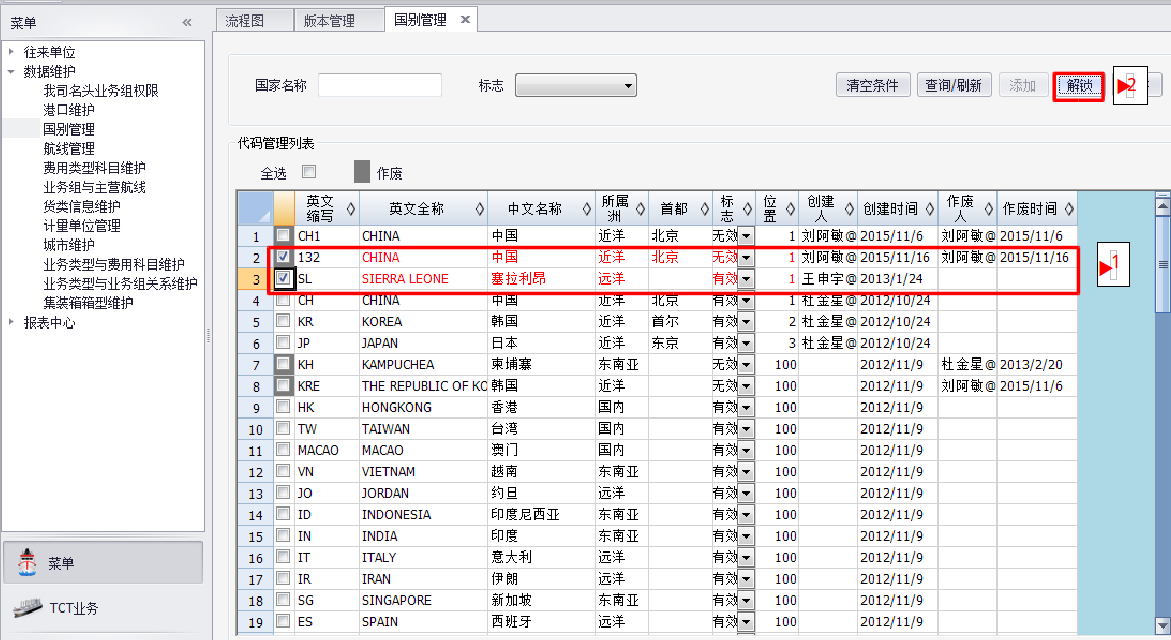 菜单 «
往来单位
数据维护
我司名头业务组权限
港口维护
国别管理
航线管理
费用类型科目维护
业务组与主营航线
货类信息维护
计量单位管理
城市维护
业务类型与费用科目维护
业务类型与业务组关系维护
集装箱箱型维护
报表中心
菜单
TCT业务
流程图 版本管理 国别管理 ×
国家名称 标志 清空条件 查询/刷新 添加 解锁 2
代码管理列表
全选 作废
英文缩写 英文全称 中文名称 所属洲 首都 标志 位置 创建人 创建时间 作废人 作废时间
1 CH1 CHINA 中国 近洋 北京 无效 1 刘阿敏@ 2015/11/6 刘阿敏@ 2015/11/6
2 132 CHINA 中国 近洋 北京 无效 1 刘阿敏@ 2015/11/16 刘阿敏@ 2015/11/16
1
3 SL SIERRA LEONE 塞拉利昂 远洋 有效 1 王申宇@ 2013/1/24
4 CH CHINA 中国 近洋 北京 有效 1 杜金星@ 2012/10/24
5 KR KOREA 韩国 近洋 首尔 有效 2 杜金星@ 2012/10/24
6 JP JAPAN 日本 近洋 东京 有效 3 杜金星@ 2012/10/24
7 KH KAMPUCHEA 柬埔寨 东南亚 无效 100 2012/11/9 杜金星@ 2013/2/20
8 KRE THE REPUBLIC OF KO 韩国 近洋 无效 100 2012/11/9 刘阿敏@ 2015/11/6
9 HK HONGKONG 香港 国内 有效 100 2012/11/9
10 TW TAIWAN 台湾 国内 有效 100 2012/11/9
11 MACAO MACAO 澳门 国内 有效 100 2012/11/9
12 VN VIETNAM 越南 东南亚 有效 100 2012/11/9
13 JO JORDAN 约旦 远洋 有效 100 2012/11/9
14 ID INDONESIA 印度尼西亚 东南亚 有效 100 2012/11/9
15 IN INDIA 印度 东南亚 有效 100 2012/11/9
16 IT ITALY 意大利 远洋 有效 100 2012/11/9
17 IR IRAN 伊朗 远洋 有效 100 2012/11/9
18 SG SINGAPORE 新加坡 东南亚 有效 100 2012/11/9
19 ES SPAIN 西班牙 远洋 有效 100 2012/11/9